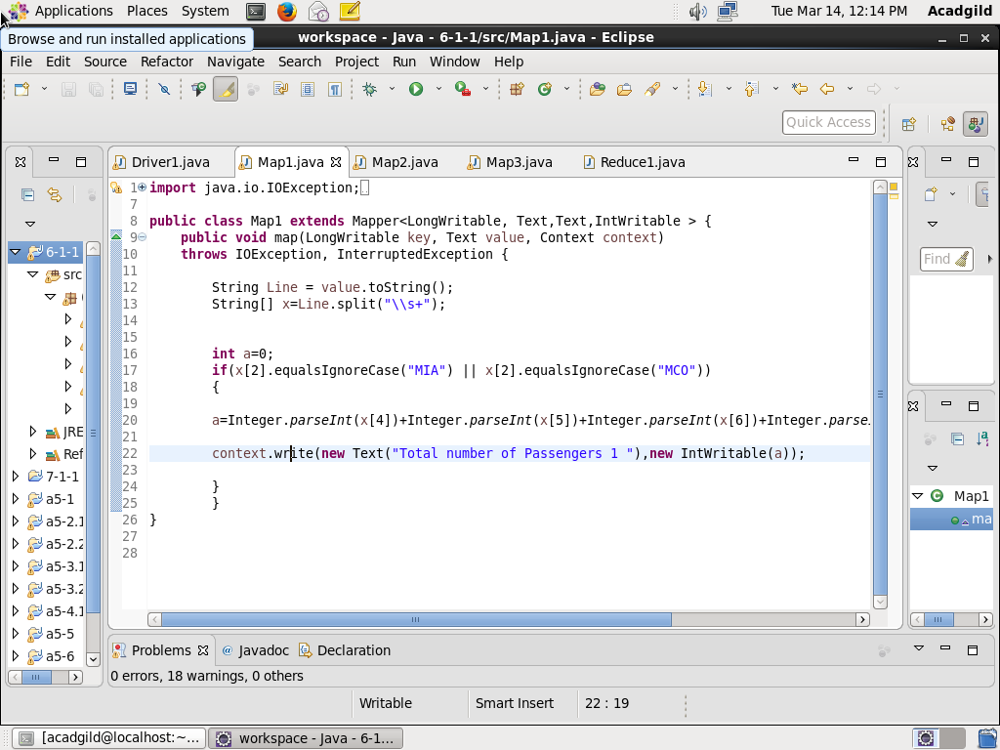 Applications Places System Tue Mar 14, 12:14 PM Acadgild
Browse and run installed applications
workspace - Java - 6-1-1/src/Map1.java - Eclipse
File Edit Source Refactor Navigate Search Project Run Window Help
Quick Access
Driver1.java Map1.java Map2.java Map3.java Reduce1.java
6-1-1
src
JRE
Ref
7-1-1
a5-1
a5-2.1
a5-2.2
a5-3.1
a5-3.2
a5-4.1
a5-5
a5-6
1 import java.io.IOException;
7
8 public class Map1 extends Mapper<LongWritable, Text,Text,IntWritable > {
9 public void map(LongWritable key, Text value, Context context)
10 throws IOException, InterruptedException {
11
12 String Line = value.toString();
13 String[] x=Line.split("\\s+");
14
15
16 int a=0;
17 if(x[2].equalsIgnoreCase("MIA") || x[2].equalsIgnoreCase("MCO"))
18 {
19
20 a=Integer.parseInt(x[4])+Integer.parseInt(x[5])+Integer.parseInt(x[6])+Integer.parse
21
22 context.write(new Text("Total number of Passengers 1 "),new IntWritable(a));
23
24 }
25 }
26 }
27
28
Find
Map1
ma
Problems @ Javadoc Declaration
0 errors, 18 warnings, 0 others
Writable Smart Insert 22 : 19
[acadgild@localhost:~... workspace - Java - 6-1...